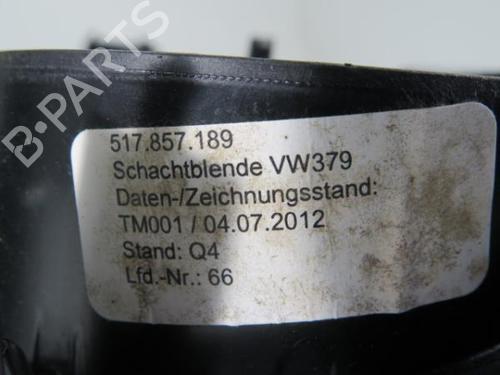 B-PARTS
517.857.189
Schachtblende VW379
Daten-/Zeichnungsstand:
TM001 / 04.07.2012
Stand: Q4
Lfd.-Nr.: 66